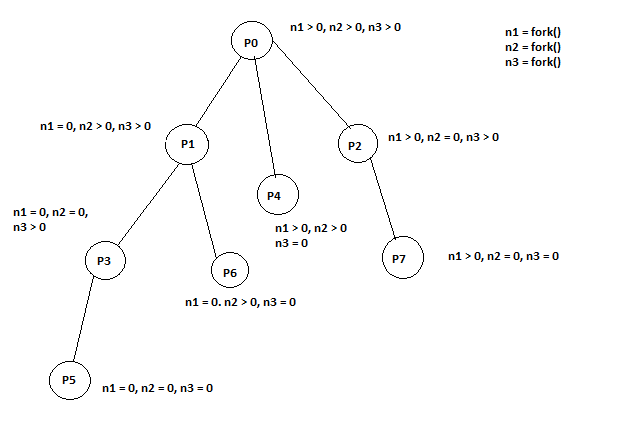 n1 > 0, n2 > 0, n3 > 0
n1 = fork()
n2 = fork()
n3 = fork()
P0
n1 = 0, n2 > 0, n3 > 0
P1
P2
n1 > 0, n2 = 0, n3 > 0
P4
n1 > 0, n2 > 0
n3 = 0
n1 = 0, n2 = 0,
n3 > 0
P3
P6
n1 = 0. n2 > 0, n3 = 0
P7
n1 > 0, n2 = 0, n3 = 0
P5
n1 = 0, n2 = 0, n3 = 0